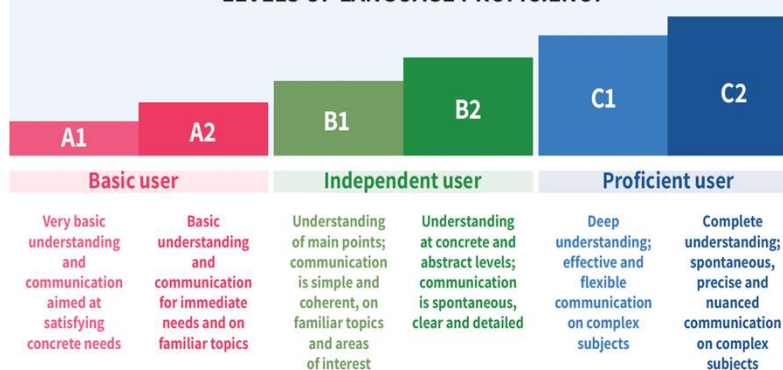 LEVELS OF LANGUAGE PROFICIENCY
A1
A2
B1
B2
C1
C2
Basic user
Independent user
Proficient user
Very basic
understanding
and
communication
aimed at
satisfying
concrete needs
Basic
understanding
and
communication
for immediate
needs and on
familiar topics
Understanding
of main points;
communication
is simple and
coherent, on
familiar topics
and areas
of interest
Understanding
at concrete and
abstract levels;
communication
is spontaneous,
clear and detailed
Deep
understanding;
effective and
flexible
communication
on complex
subjects
Complete
understanding;
spontaneous,
precise and
nuanced
communication
on complex
subjects